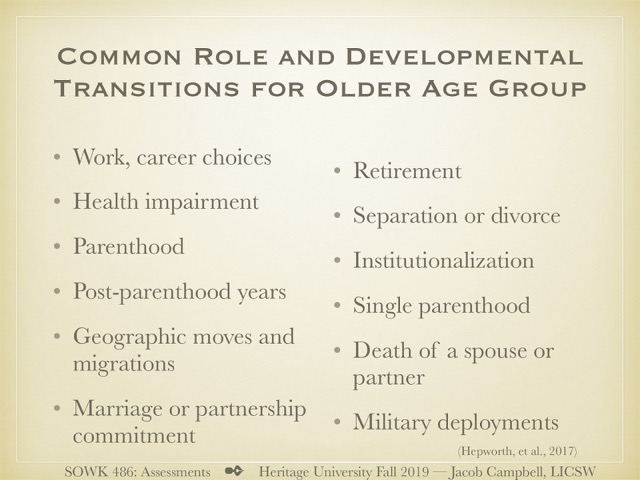 Common Role and Developmental
Transitions for Older Age Group
• Work, career choices
• Health impairment
• Parenthood
• Post-parenthood years
• Geographic moves and
migrations
• Marriage or partnership
commitment
• Retirement
• Separation or divorce
• Institutionalization
• Single parenthood
• Death of a spouse or
partner
• Military deployments
(Hepworth, et al., 2017)
SOWK 486: Assessments Heritage University Fall 2019 — Jacob Campbell, LICSW